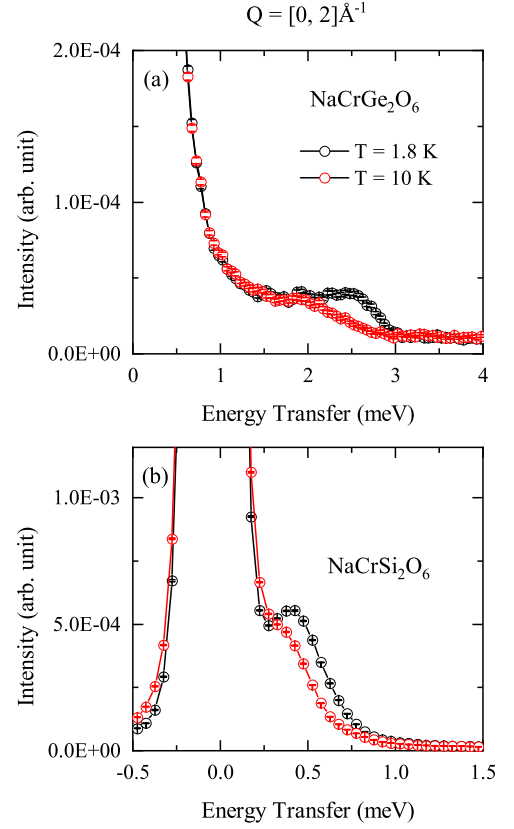 Q = [0, 2]Å⁻¹
2.0E-04
(a)
NaCrGe₂O₆
T = 1.8 K
T = 10 K
1.0E-04
Intensity (arb. unit)
0.0E+00
0 1 2 3 4
Energy Transfer (meV)
(b)
1.0E-03
NaCrSi₂O₆
5.0E-04
Intensity (arb. unit)
0.0E+00
-0.5 0.0 0.5 1.0 1.5
Energy Transfer (meV)